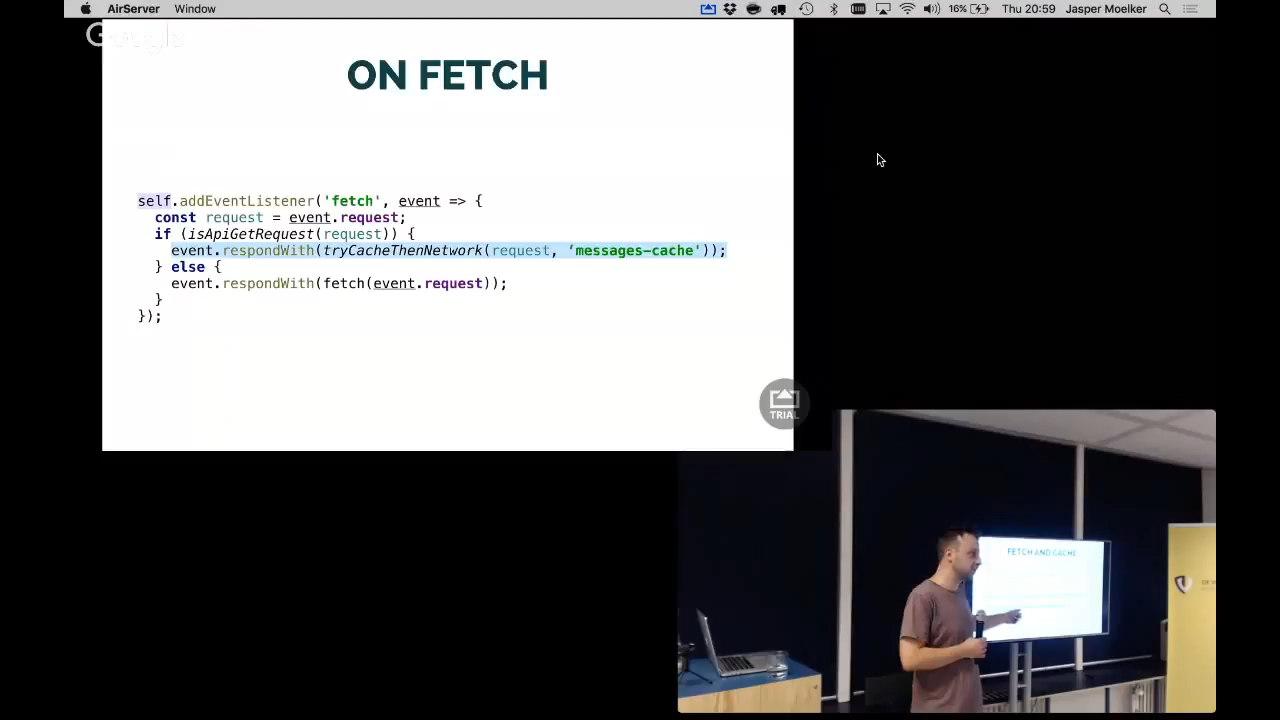 AirServer Window 16% Thu 20:59 Jasper Moelker
Google
ON FETCH
self.addEventListener('fetch', event => {
const request = event.request;
if (isApiGetRequest(request)) {
event.respondWith(tryCacheThenNetwork(request, ‘messages-cache'));
} else {
event.respondWith(fetch(event.request));
}
});
TRIAL
FETCH AND CACHE